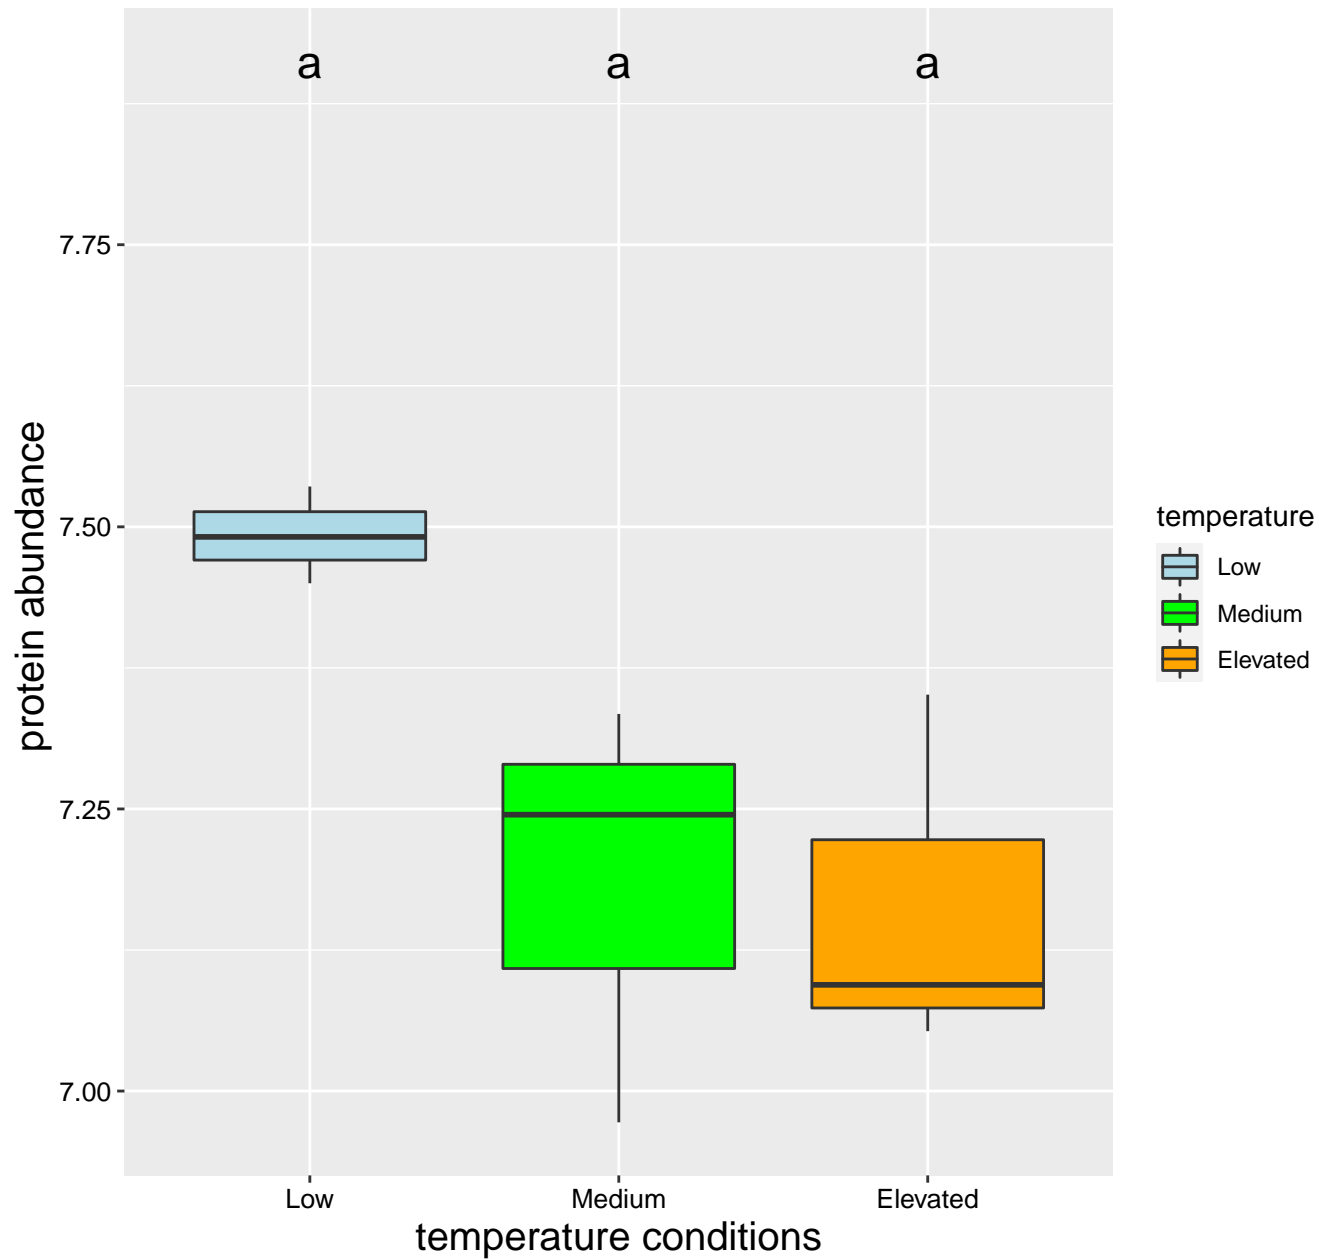 a a a
7.75
7.50
7.25
7.00
protein abundance
Low Medium Elevated
temperature conditions
temperature
Low
Medium
Elevated